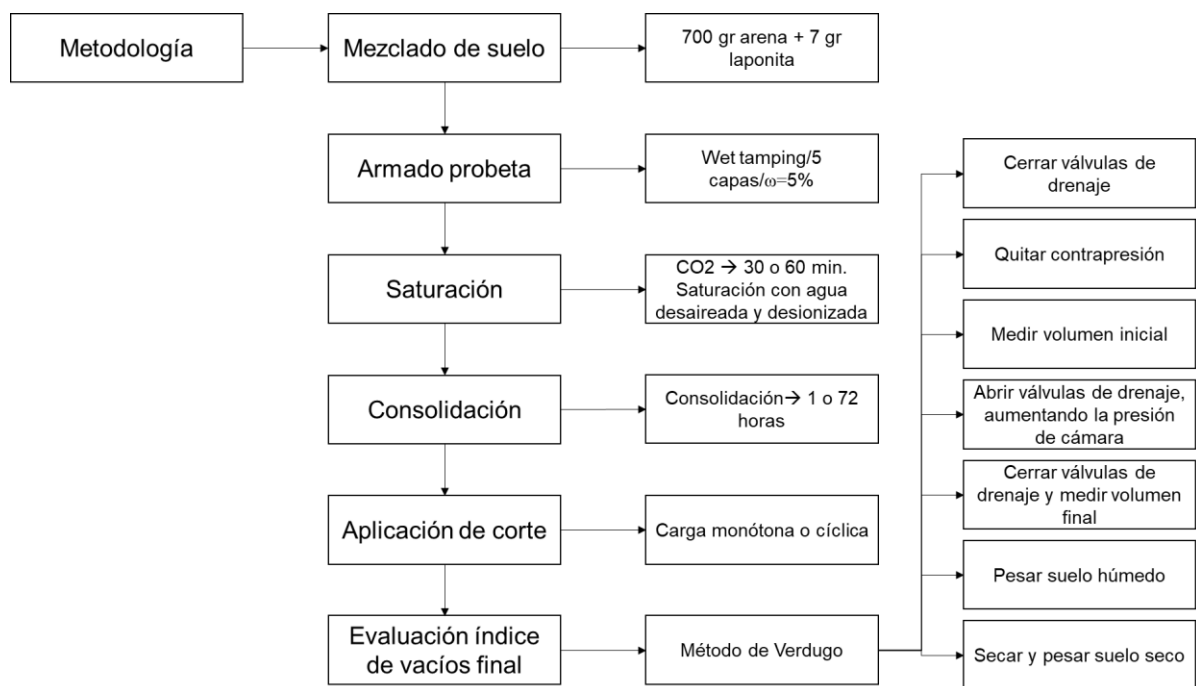 Metodología
Mezclado de suelo
700 gr arena + 7 gr
laponita
Armado probeta
Wet tamping/5
capas/ω=5%
Saturación
CO2 → 30 o 60 min.
Saturación con agua
desaireada y desionizada
Consolidación
Consolidación→ 1 o 72
horas
Aplicación de corte
Carga monótona o cíclica
Evaluación índice
de vacíos final
Método de Verdugo
Cerrar válvulas de
drenaje
Quitar contrapresión
Medir volumen inicial
Abrir válvulas de drenaje,
aumentando la presión
de cámara
Cerrar válvulas de
drenaje y medir volumen
final
Pesar suelo húmedo
Secar y pesar suelo seco